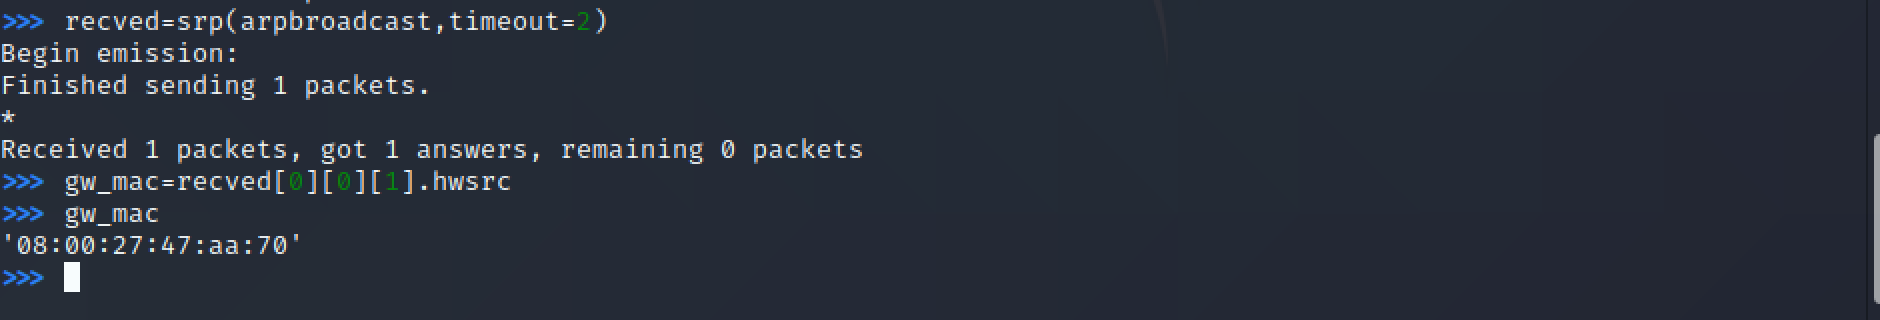 >>> recved=srp(arpbroadcast,timeout=2)
Begin emission:
Finished sending 1 packets.
*
Received 1 packets, got 1 answers, remaining 0 packets
>>> gw_mac=recved[0][0][1].hwsrc
>>> gw_mac
'08:00:27:47:aa:70'
>>>